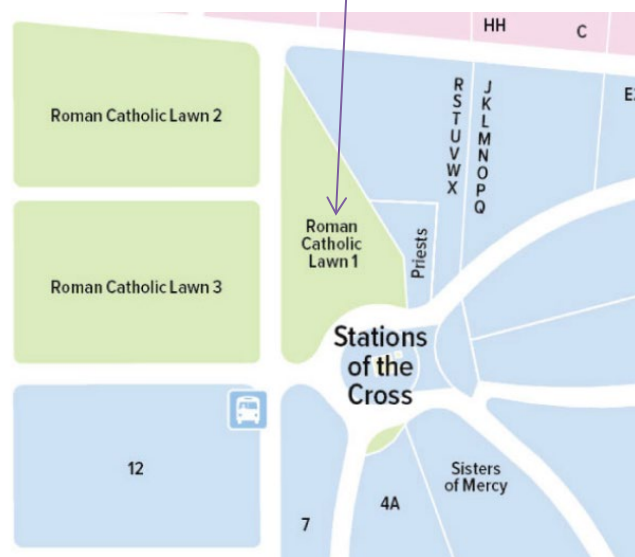 HH
C
Roman Catholic Lawn 2
R
S
T
U
V
W
X
J
K
L
M
N
O
P
Q
Roman
Catholic
Lawn 1
Priests
Roman Catholic Lawn 3
Stations
of the
Cross
12
7
4A
Sisters
of Mercy